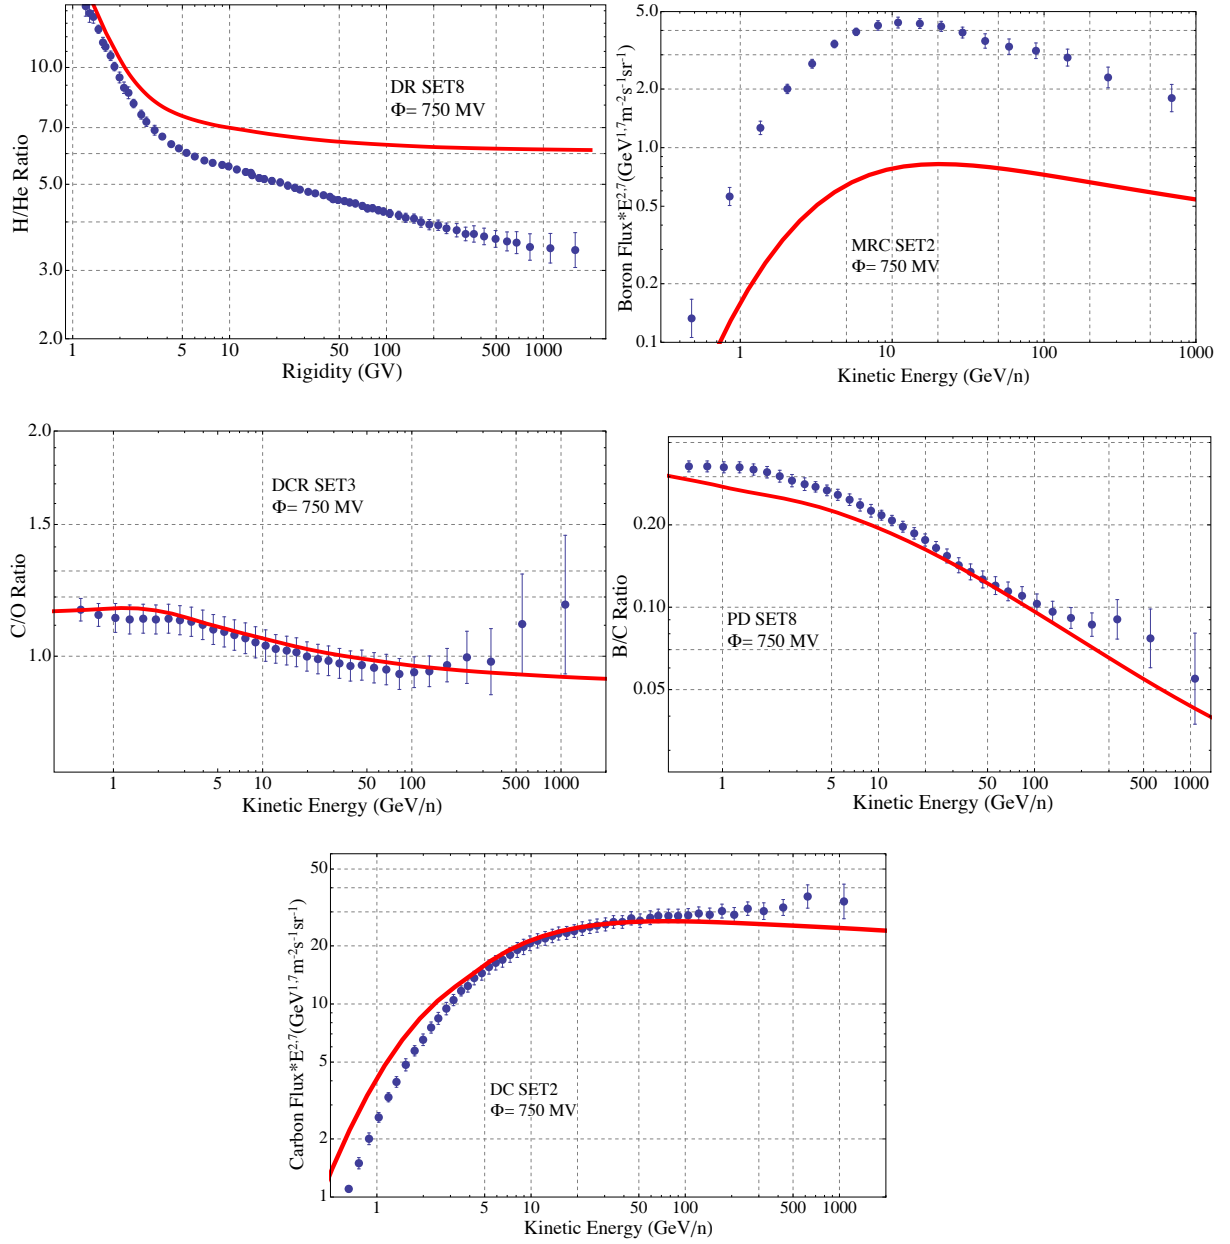 H/He Ratio
10.0
7.0
5.0
3.0
2.0
DR SET8
Φ= 750 MV
1 5 10 50 100 500 1000
Rigidity (GV)
Boron Flux*E^2.7(GeV^1.7m^-2s^-1sr^-1)
5.0
2.0
1.0
0.5
0.2
0.1
MRC SET2
Φ= 750 MV
1 10 100 1000
Kinetic Energy (GeV/n)
C/O Ratio
2.0
1.5
1.0
DCR SET3
Φ= 750 MV
1 5 10 50 100 500 1000
Kinetic Energy (GeV/n)
B/C Ratio
0.20
0.10
0.05
PD SET8
Φ= 750 MV
1 5 10 50 100 500 1000
Kinetic Energy (GeV/n)
Carbon Flux*E^2.7(GeV^1.7m^-2s^-1sr^-1)
50
20
10
5
2
1
DC SET2
Φ= 750 MV
1 5 10 50 100 500 1000
Kinetic Energy (GeV/n)